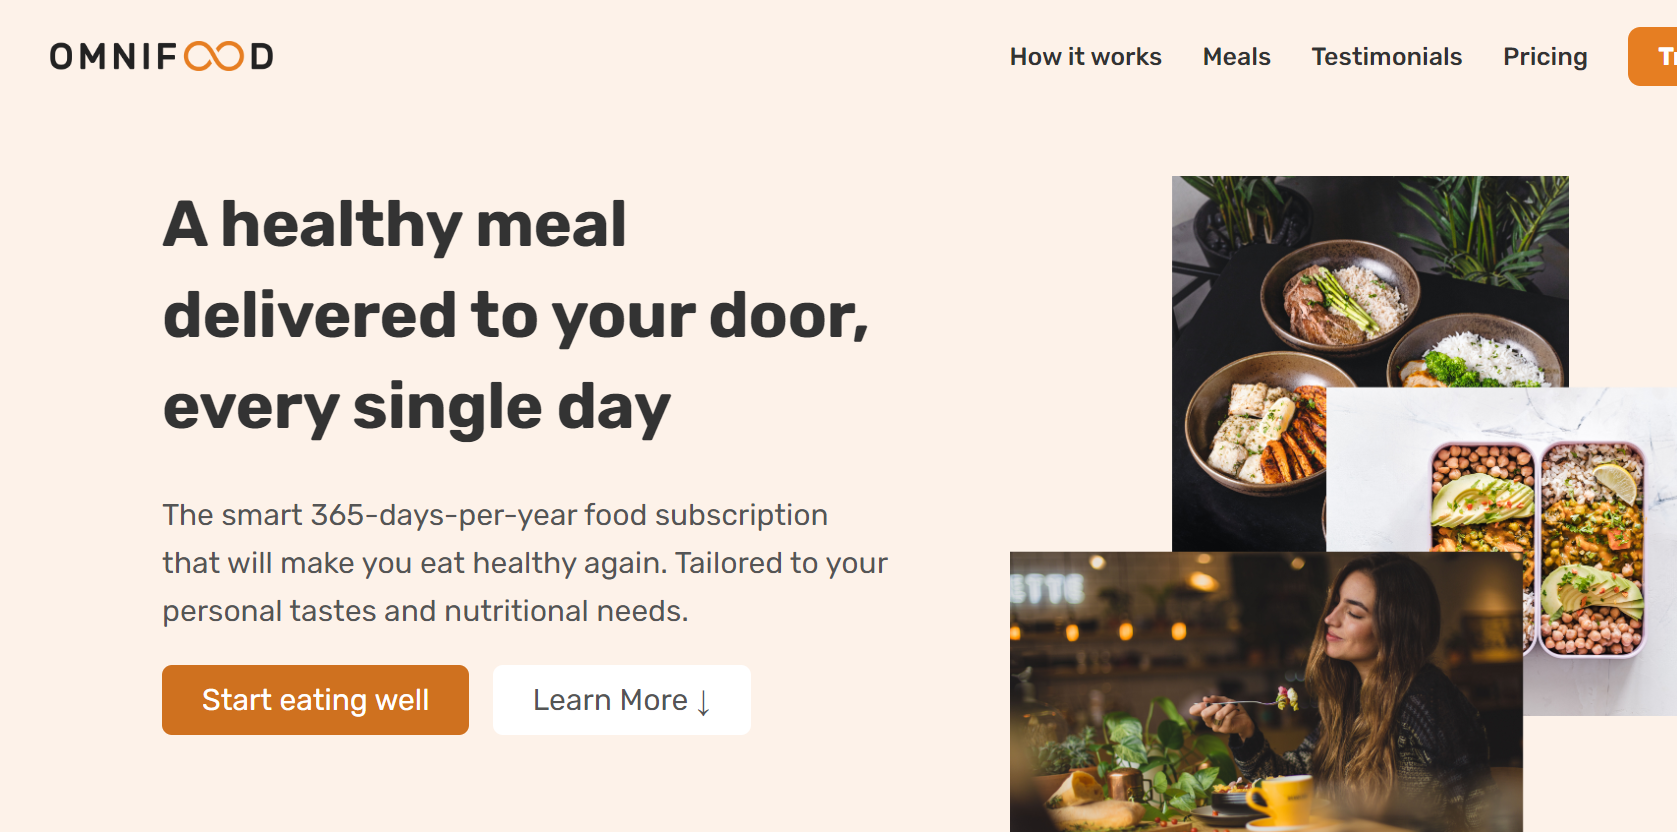 OMNIFOOD
How it works
Meals
Testimonials
Pricing
A healthy meal
delivered to your door,
every single day
The smart 365-days-per-year food subscription
that will make you eat healthy again. Tailored to your
personal tastes and nutritional needs.
Start eating well
Learn More ↓
ETTE